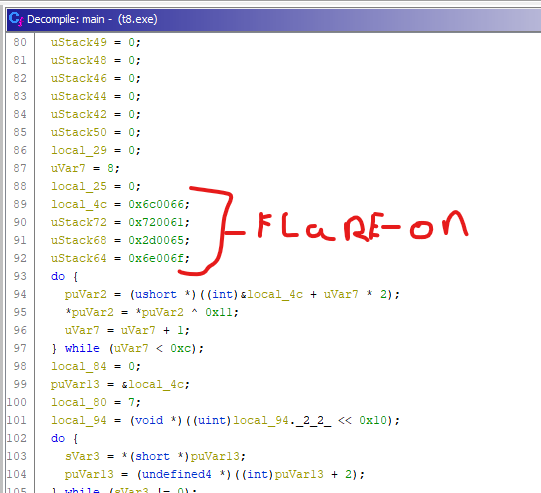 Decompile: main - (t8.exe)
80 uStack49 = 0;
81 uStack48 = 0;
82 uStack46 = 0;
83 uStack44 = 0;
84 uStack42 = 0;
85 uStack50 = 0;
86 local_29 = 0;
87 uVar7 = 8;
88 local_25 = 0;
89 local_4c = 0x6c0066;
90 uStack72 = 0x720061;
91 uStack68 = 0x2d0065;
92 uStack64 = 0x6e006f;
FLaRE-on
93 do {
94 puVar2 = (ushort *)((int)&local_4c + uVar7 * 2);
95 *puVar2 = *puVar2 ^ 0x11;
96 uVar7 = uVar7 + 1;
97 } while (uVar7 < 0xc);
98 local_84 = 0;
99 puVar13 = &local_4c;
100 local_80 = 7;
101 local_94 = (void *)((uint)local_94._2_2_ << 0x10);
102 do {
103 sVar3 = *(short *)puVar13;
104 puVar13 = (undefined4 *)((int)puVar13 + 2);
105 } while (sVar3 != 0);